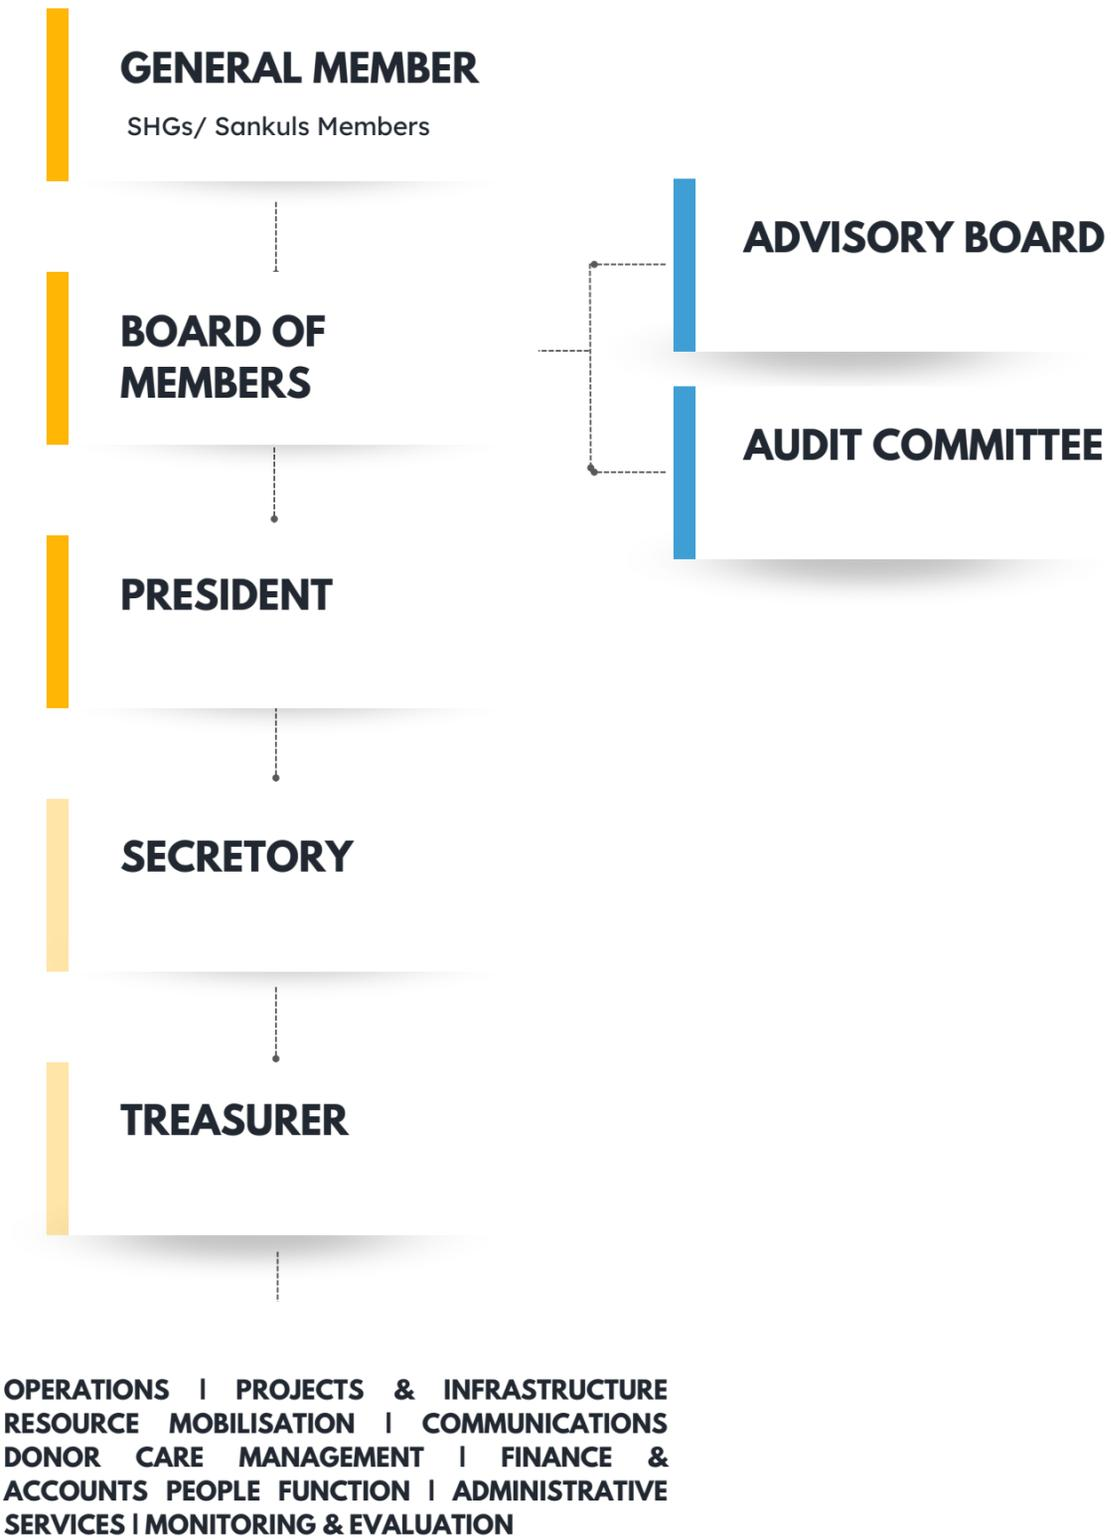 GENERAL MEMBER
SHGs/ Sankuls Members
BOARD OF
MEMBERS
ADVISORY BOARD
AUDIT COMMITTEE
PRESIDENT
SECRETORY
TREASURER
OPERATIONS | PROJECTS & INFRASTRUCTURE
RESOURCE MOBILISATION | COMMUNICATIONS
DONOR CARE MANAGEMENT | FINANCE &
ACCOUNTS PEOPLE FUNCTION | ADMINISTRATIVE
SERVICES | MONITORING & EVALUATION